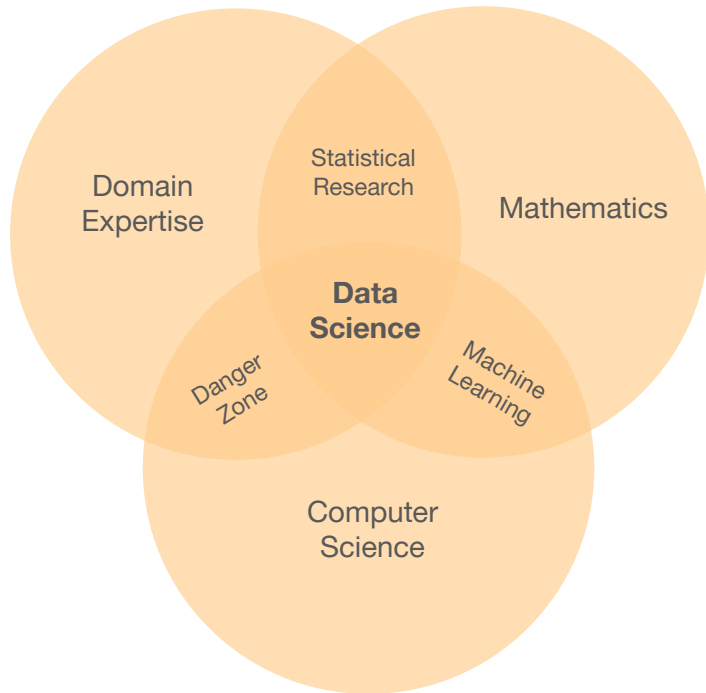 Statistical
Research
Domain
Expertise
Mathematics
Data
Science
Danger
Zone
Machine
Learning
Computer
Science